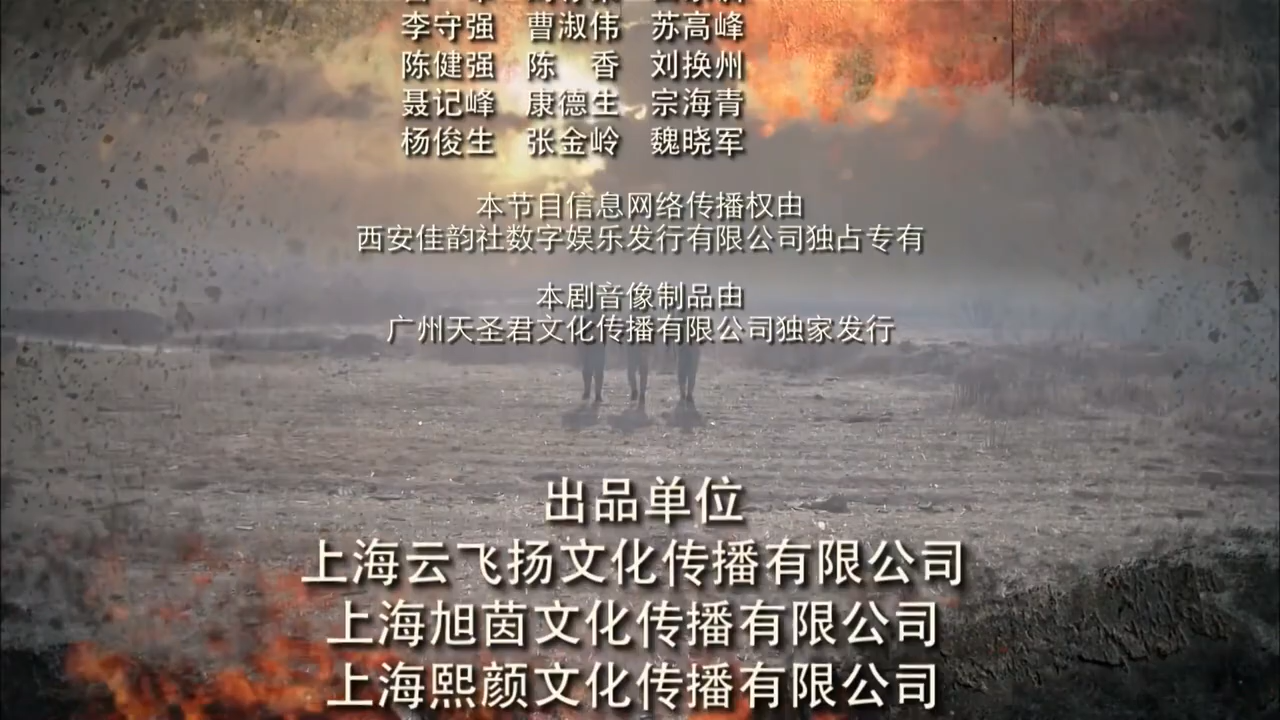 李守强 曹淑伟 苏高峰
陈健强 陈 香 刘换州
聂记峰 康德生 宗海青
杨俊生 张金岭 魏晓军
本节目信息网络传播权由
西安佳韵社数字娱乐发行有限公司独占专有
本剧音像制品由
广州天圣君文化传播有限公司独家发行
出品单位
上海云飞扬文化传播有限公司
上海旭茵文化传播有限公司
上海熙颜文化传播有限公司